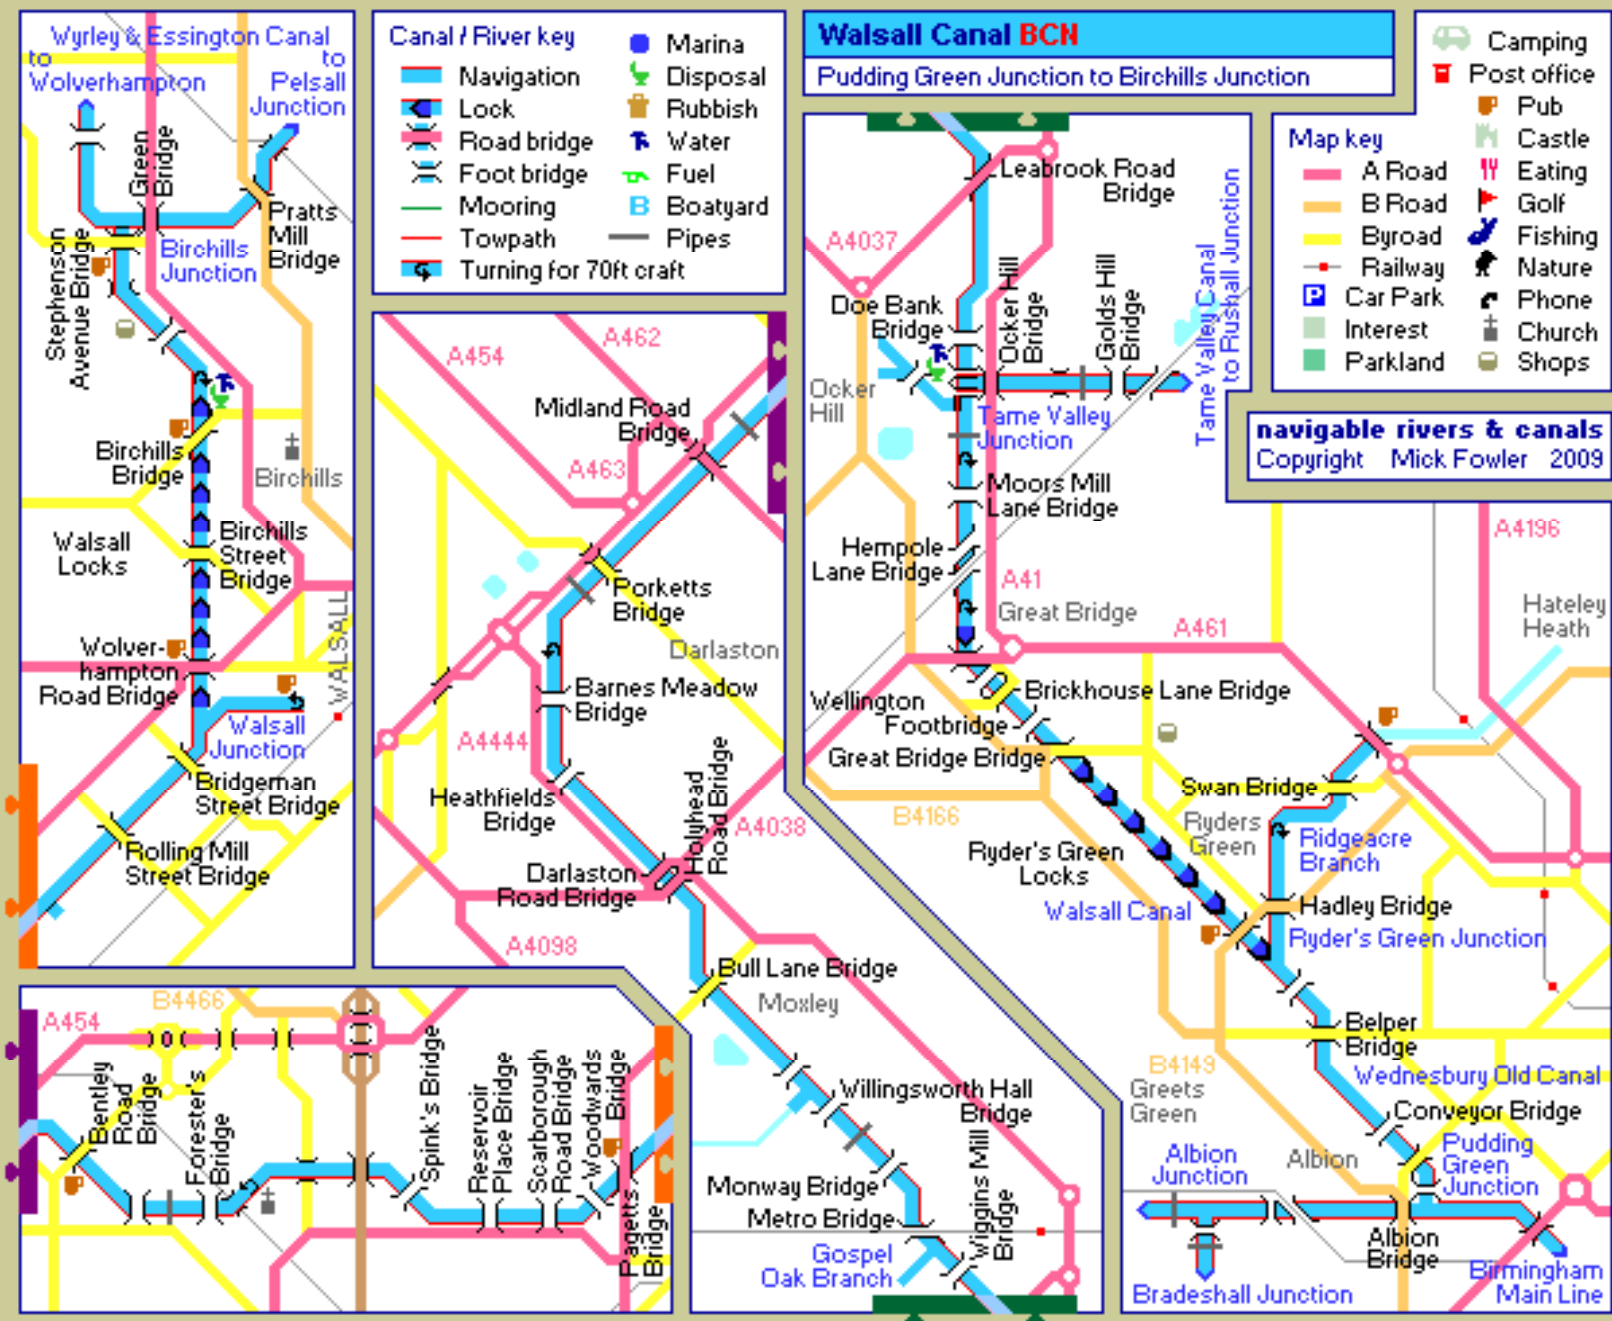 Wyrley & Essington Canal
to
Wolverhampton
to
Pelsall
Junction
Green
Bridge
Pratts
Mill
Bridge
Birchills
Junction
Stephenson
Avenue Bridge
Birchills
Bridge
Birchills
Walsall
Locks
Birchills
Street
Bridge
WALSALL
Wolver-
hampton
Road Bridge
Walsall
Junction
Bridgeman
Street Bridge
Rolling Mill
Street Bridge
Canal / River key
Navigation
Lock
Road bridge
Foot bridge
Mooring
Towpath
Turning for 70ft craft
Marina
Disposal
Rubbish
Water
Fuel
B Boatyard
Pipes
Walsall Canal BCN
Pudding Green Junction to Birchills Junction
Camping
Post office
Pub
Castle
Eating
Golf
Fishing
Nature
Phone
Church
Shops
Map key
A Road
B Road
Byroad
Railway
P Car Park
Interest
Parkland
navigable rivers & canals
Copyright Mick Fowler 2009
A454
A462
Midland Road
Bridge
A463
Porketts
Bridge
Darlaston
Barnes Meadow
Bridge
A4444
Heathfields
Bridge
Holyhead
Road Bridge
A4038
Darlaston
Road Bridge
A4098
Bull Lane Bridge
Moxley
Willingsworth Hall
Bridge
Monway Bridge
Metro Bridge
Wiggins Mill
Bridge
Gospel
Oak Branch
B4466
A454
Bentley
Road
Bridge
Forester's
Bridge
Spink's Bridge
Reservoir
Place Bridge
Scarborough
Road Bridge
Woodwards
Bridge
Pagetts
Bridge
Leabrook Road
Bridge
A4037
Doe Bank
Bridge
Ocker Hill
Bridge
Golds Hill
Bridge
Tame Valley Canal
to Rushall Junction
Ocker
Hill
Tame Valley
Junction
Moors Mill
Lane Bridge
Hempole
Lane Bridge
A41
Great Bridge
A461
A4196
Hateley
Heath
Wellington
Footbridge
Brickhouse Lane Bridge
Great Bridge Bridge
B4166
Swan Bridge
Ryders
Green
Ridgeacre
Branch
Ryder's Green
Locks
Walsall Canal
Hadley Bridge
Ryder's Green Junction
Belper
Bridge
B4149
Greets
Green
Wednesbury Old Canal
Conveyor Bridge
Albion
Junction
Albion
Pudding
Green
Junction
Albion
Bridge
Bradeshall Junction
Birmingham
Main Line